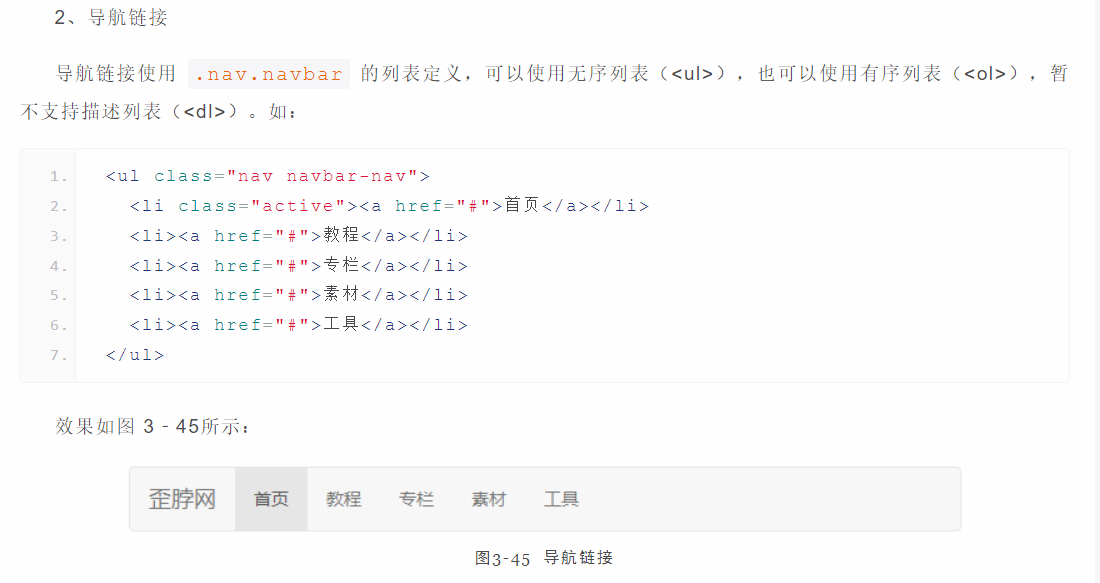 2、导航链接
导航链接使用 .nav.navbar 的列表定义，可以使用无序列表（<ul>），也可以使用有序列表（<ol>），暂
不支持描述列表（<dl>）。如：
1. <ul class="nav navbar-nav">
2. <li class="active"><a href="#">首页</a></li>
3. <li><a href="#">教程</a></li>
4. <li><a href="#">专栏</a></li>
5. <li><a href="#">素材</a></li>
6. <li><a href="#">工具</a></li>
7. </ul>
效果如图 3 - 45所示：
歪脖网 首页 教程 专栏 素材 工具
图3-45 导航链接